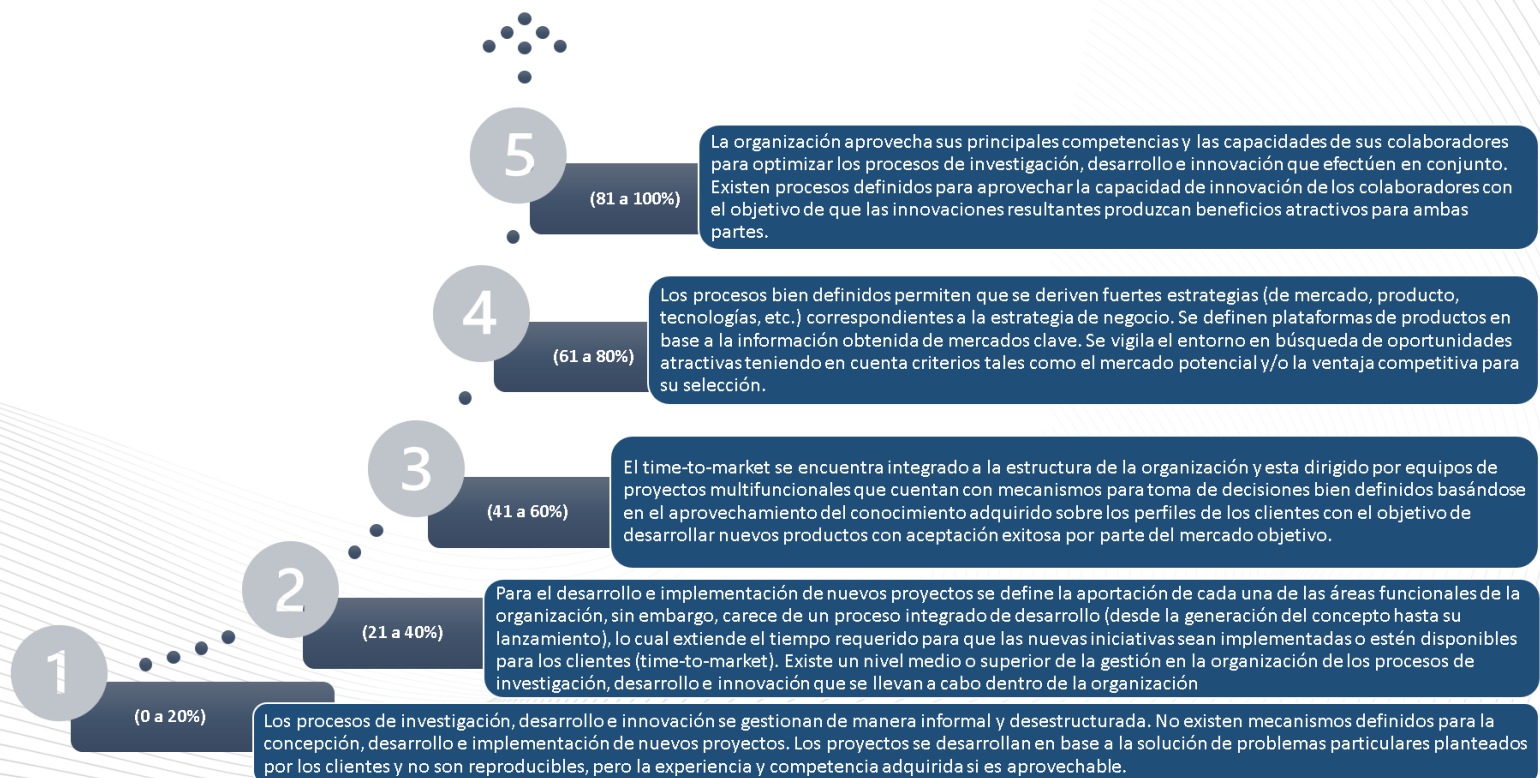 5
(81 a 100%)
La organización aprovecha sus principales competencias y las capacidades de sus colaboradores
para optimizar los procesos de investigación, desarrollo e innovación que efectúen en conjunto.
Existen procesos definidos para aprovechar la capacidad de innovación de los colaboradores con
el objetivo de que las innovaciones resultantes produzcan beneficios atractivos para ambas
partes.
4
(61 a 80%)
Los procesos bien definidos permiten que se deriven fuertes estrategias (de mercado, producto,
tecnologías, etc.) correspondientes a la estrategia de negocio. Se definen plataformas de productos en
base a la información obtenida de mercados clave. Se vigila el entorno en búsqueda de oportunidades
atractivas teniendo en cuenta criterios tales como el mercado potencial y/o la ventaja competitiva para
su selección.
3
(41 a 60%)
El time-to-market se encuentra integrado a la estructura de la organización y esta dirigido por equipos de
proyectos multifuncionales que cuentan con mecanismos para toma de decisiones bien definidos basándose
en el aprovechamiento del conocimiento adquirido sobre los perfiles de los clientes con el objetivo de
desarrollar nuevos productos con aceptación exitosa por parte del mercado objetivo.
2
(21 a 40%)
Para el desarrollo e implementación de nuevos proyectos se define la aportación de cada una de las áreas funcionales de la
organización, sin embargo, carece de un proceso integrado de desarrollo (desde la generación del concepto hasta su
lanzamiento), lo cual extiende el tiempo requerido para que las nuevas iniciativas sean implementadas o estén disponibles
para los clientes (time-to-market). Existe un nivel medio o superior de la gestión en la organización de los procesos de
investigación, desarrollo e innovación que se llevan a cabo dentro de la organización
1
(0 a 20%)
Los procesos de investigación, desarrollo e innovación se gestionan de manera informal y desestructurada. No existen mecanismos definidos para la
concepción, desarrollo e implementación de nuevos proyectos. Los proyectos se desarrollan en base a la solución de problemas particulares planteados
por los clientes y no son reproducibles, pero la experiencia y competencia adquirida si es aprovechable.